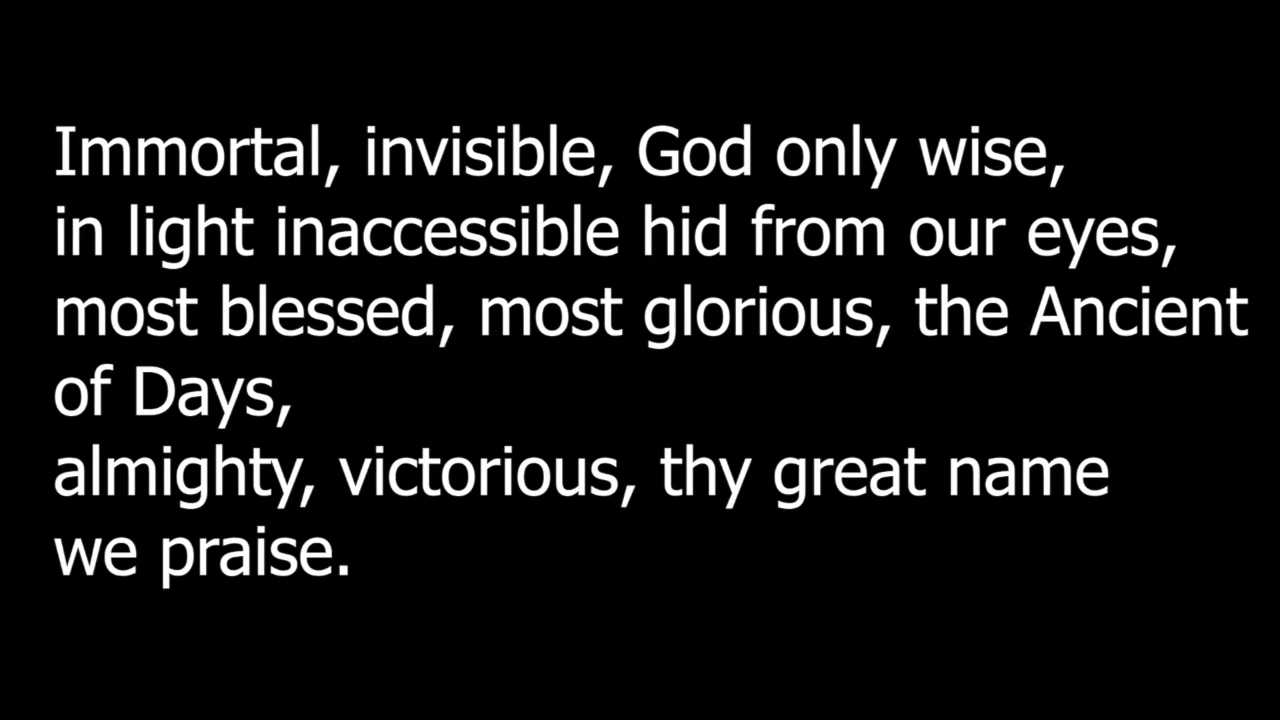 Immortal, invisible, God only wise,
in light inaccessible hid from our eyes,
most blessed, most glorious, the Ancient
of Days,
almighty, victorious, thy great name
we praise.